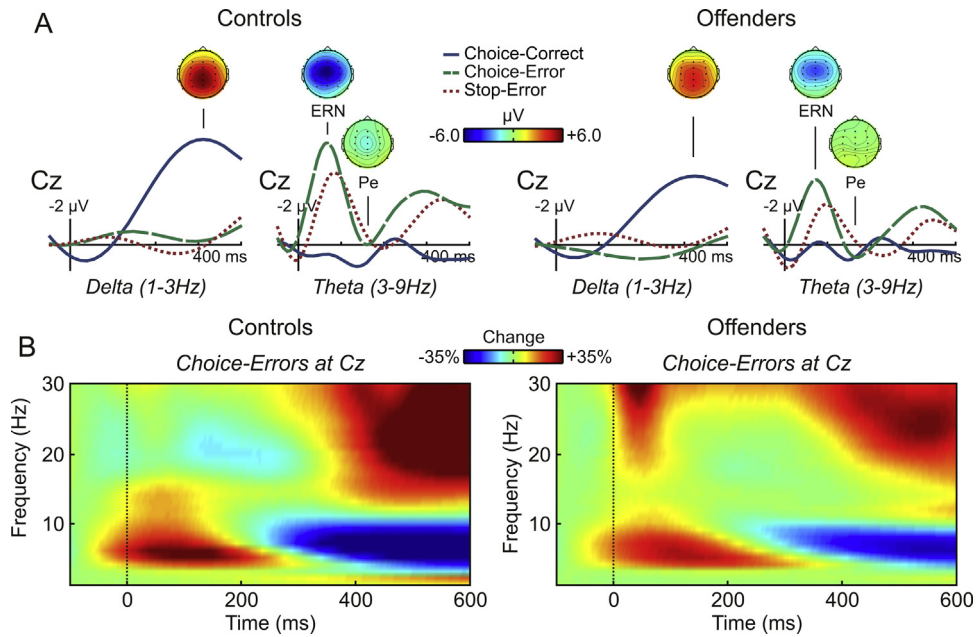 A
Controls
Offenders
Choice-Correct
Choice-Error
Stop-Error
µV
-6.0 +6.0
ERN
Pe
ERN
Pe
Cz
-2 µV
400 ms
Delta (1-3Hz)
Cz
-2 µV
400 ms
Theta (3-9Hz)
Cz
-2 µV
400 ms
Delta (1-3Hz)
Cz
-2 µV
400 ms
Theta (3-9Hz)
B
Controls
Offenders
Change
-35% +35%
Choice-Errors at Cz
Choice-Errors at Cz
Frequency (Hz)
30
20
10
0 200 400 600
Time (ms)
Frequency (Hz)
30
20
10
0 200 400 600
Time (ms)